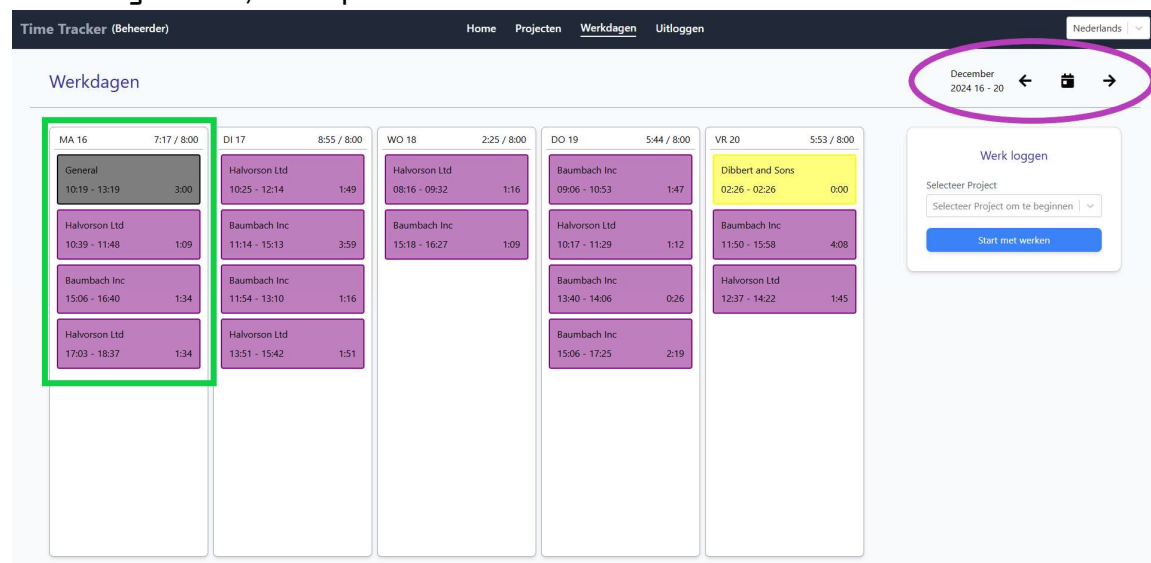 Time Tracker (Beheerder) Home Projecten Werkdagen Uitloggen Nederlands
Werkdagen
December
2024 16 - 20
MA 16 7:17 / 8:00
General
10:19 - 13:19 3:00
Halvorson Ltd
10:39 - 11:48 1:09
Baumbach Inc
15:06 - 16:40 1:34
Halvorson Ltd
17:03 - 18:37 1:34
DI 17 8:55 / 8:00
Halvorson Ltd
10:25 - 12:14 1:49
Baumbach Inc
11:14 - 15:13 3:59
Baumbach Inc
11:54 - 13:10 1:16
Halvorson Ltd
13:51 - 15:42 1:51
WO 18 2:25 / 8:00
Halvorson Ltd
08:16 - 09:32 1:16
Baumbach Inc
15:18 - 16:27 1:09
DO 19 5:44 / 8:00
Baumbach Inc
09:06 - 10:53 1:47
Halvorson Ltd
10:17 - 11:29 1:12
Baumbach Inc
13:40 - 14:06 0:26
Baumbach Inc
15:06 - 17:25 2:19
VR 20 5:53 / 8:00
Dibbert and Sons
02:26 - 02:26 0:00
Baumbach Inc
11:50 - 15:58 4:08
Halvorson Ltd
12:37 - 14:22 1:45
Werk loggen
Selecteer Project
Selecteer Project om te beginnen
Start met werken